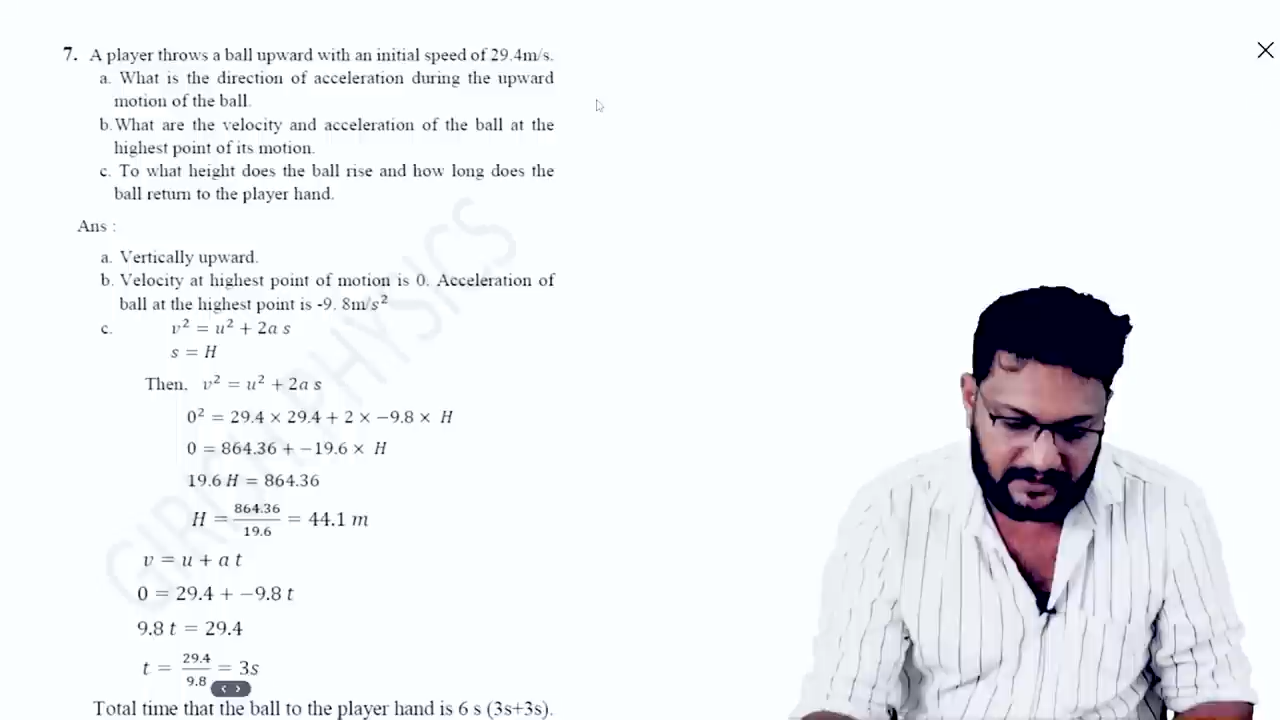 7. A player throws a ball upward with an initial speed of 29.4m/s.
a. What is the direction of acceleration during the upward
motion of the ball.
b.What are the velocity and acceleration of the ball at the
highest point of its motion.
c. To what height does the ball rise and how long does the
ball return to the player hand.
Ans :
a. Vertically upward.
b. Velocity at highest point of motion is 0. Acceleration of
ball at the highest point is -9. 8m/s²
c. v² = u² + 2a s
s = H
Then. v² = u² + 2a s
0² = 29.4 × 29.4 + 2 × −9.8 × H
0 = 864.36 + −19.6 × H
19.6 H = 864.36
H = 864.36/19.6 = 44.1 m
v = u + a t
0 = 29.4 + −9.8 t
9.8 t = 29.4
t = 29.4/9.8 = 3s
Total time that the ball to the player hand is 6 s (3s+3s).
PHYSICS